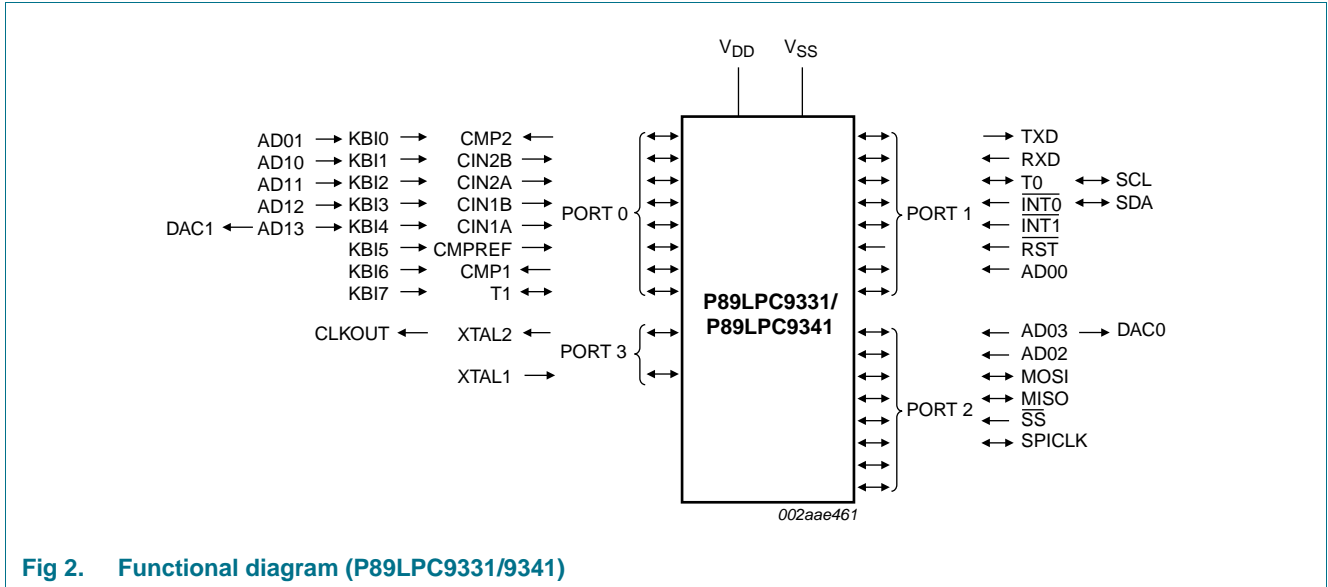 VDD VSS
AD01 KBI0 CMP2 TXD
AD10 KBI1 CIN2B RXD
AD11 KBI2 CIN2A T0 SCL
AD12 KBI3 CIN1B PORT 0 PORT 1 INT0 SDA
DAC1 AD13 KBI4 CIN1A INT1
KBI5 CMPREF RST
KBI6 CMP1 AD00
KBI7 T1
P89LPC9331/
P89LPC9341
CLKOUT XTAL2 AD03 DAC0
PORT 3 AD02
XTAL1 MOSI
MISO
PORT 2
SS
SPICLK
002aae461
Fig 2. Functional diagram (P89LPC9331/9341)